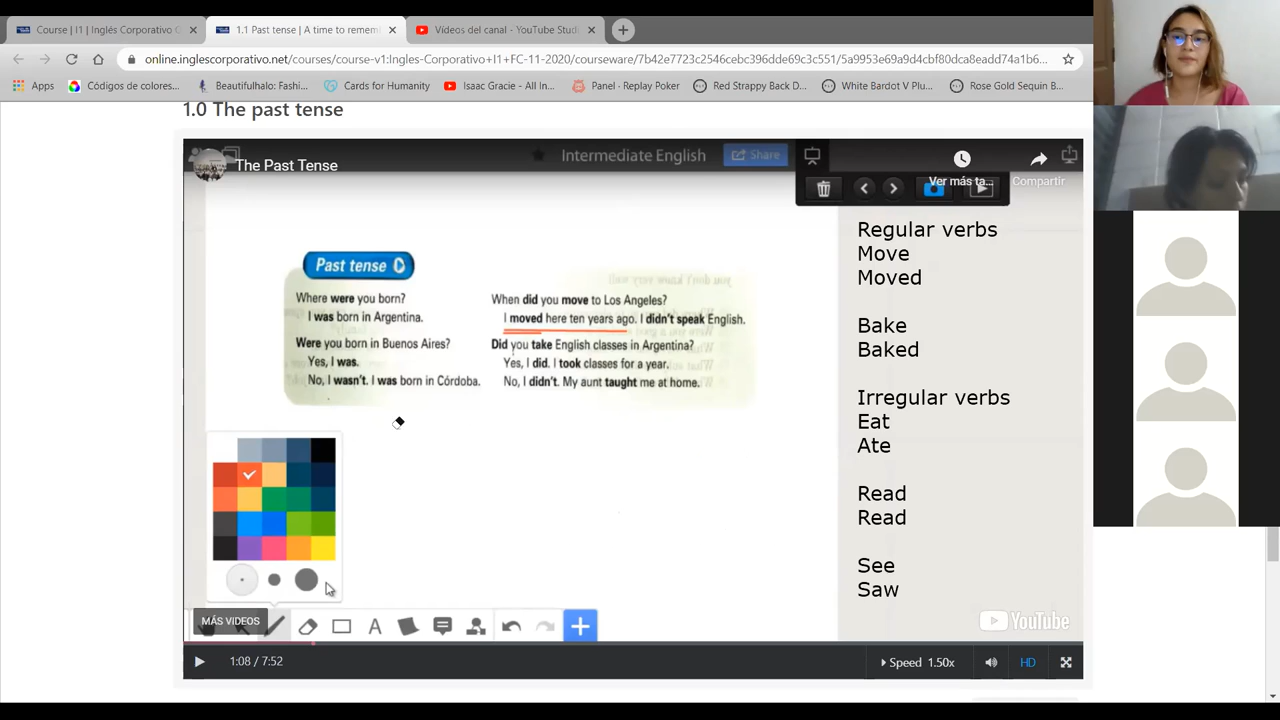 Course | I1 | Inglés Corporativo C
1.1 Past tense | A time to remem
Vídeos del canal - YouTube Studi
online.inglescorporativo.net/courses/course-v1:Ingles-Corporativo+I1+FC-11-2020/courseware/7b42e7723c2546cebc396dde69c3c551/5a9953e69a9d4cbf80dca8eadd74a1b6...
Apps
Códigos de colores...
Beautifulhalo: Fashi...
Cards for Humanity
Isaac Gracie - All In...
Panel - Replay Poker
Red Strappy Back D...
White Bardot V Plu...
Rose Gold Sequin B...
1.0 The past tense
The Past Tense
Intermediate English
Share
Ver más ta...
Compartir
Past tense
Where were you born?
I was born in Argentina.
Were you born in Buenos Aires?
Yes, I was.
No, I wasn't. I was born in Córdoba.
When did you move to Los Angeles?
I moved here ten years ago. I didn't speak English.
Did you take English classes in Argentina?
Yes, I did. I took classes for a year.
No, I didn't. My aunt taught me at home.
Regular verbs
Move
Moved
Bake
Baked
Irregular verbs
Eat
Ate
Read
Read
See
Saw
MÁS VIDEOS
A
YouTube
1:08 / 7:52
Speed 1.50x
HD